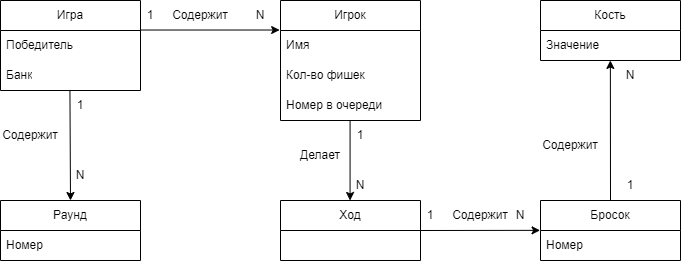 Игра
1 Содержит N
Игрок
Кость
Победитель
Имя
Значение
Банк
Кол-во фишек
N
1
Номер в очереди
Содержит
1
Делает
Содержит
N
N
1
Раунд
Ход
1 Содержит N
Бросок
Номер
Номер